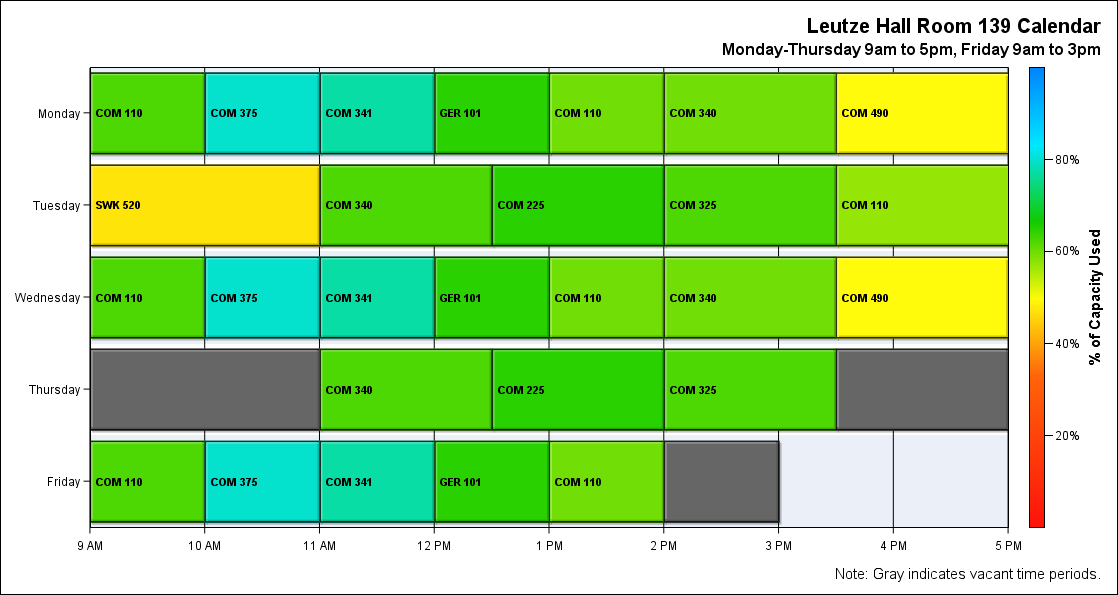 Leutze Hall Room 139 Calendar
Monday-Thursday 9am to 5pm, Friday 9am to 3pm
Monday
COM 110
COM 375
COM 341
GER 101
COM 110
COM 340
COM 490
Tuesday
SWK 520
COM 340
COM 225
COM 325
COM 110
Wednesday
COM 110
COM 375
COM 341
GER 101
COM 110
COM 340
COM 490
Thursday
COM 340
COM 225
COM 325
Friday
COM 110
COM 375
COM 341
GER 101
COM 110
9 AM
10 AM
11 AM
12 PM
1 PM
2 PM
3 PM
4 PM
5 PM
80%
60%
40%
20%
% of Capacity Used
Note: Gray indicates vacant time periods.